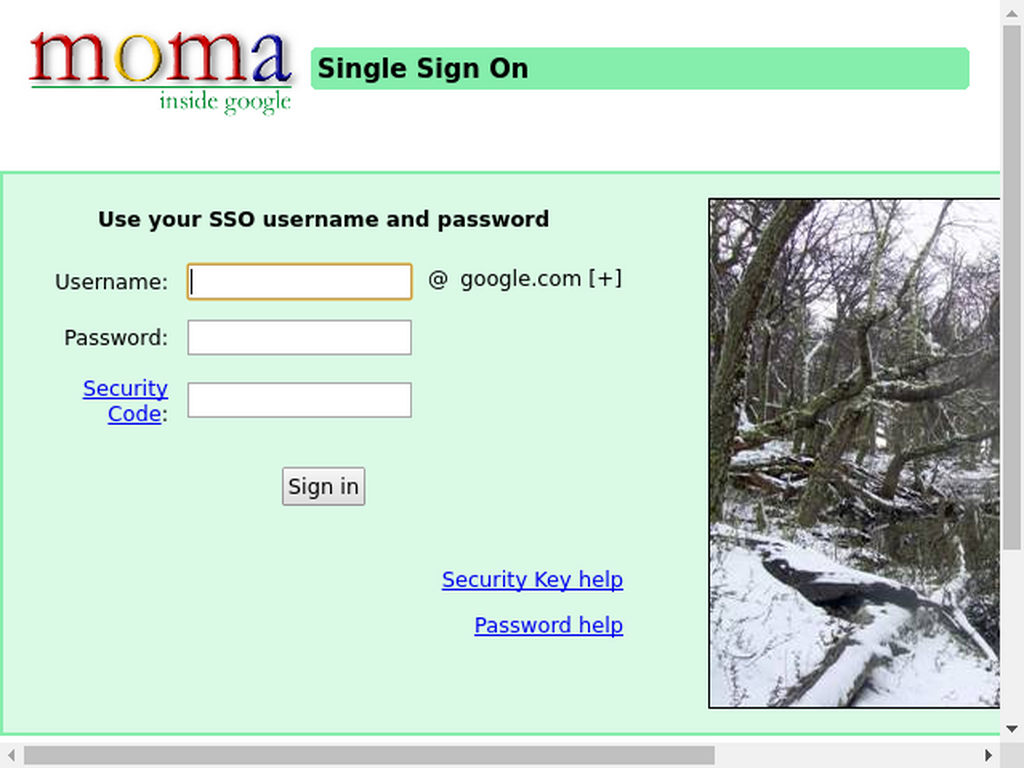 moma
inside google
Single Sign On
Use your SSO username and password
Username:
@ google.com [+]
Password:
Security
Code:
Sign in
Security Key help
Password help